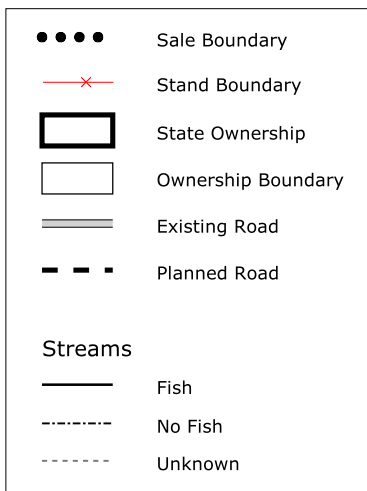 Sale Boundary
Stand Boundary
State Ownership
Ownership Boundary
Existing Road
Planned Road
Streams
Fish
No Fish
Unknown